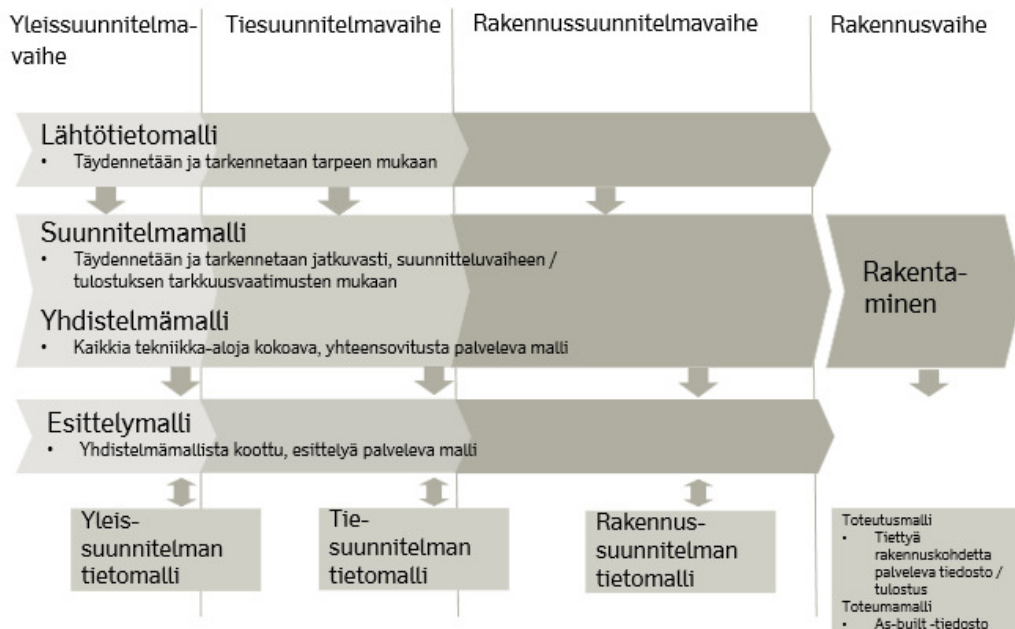 Yleissuunnitelma-
vaihe
Tiesuunnitelmavaihe
Rakennussuunnitelmavaihe
Rakennusvaihe
Lähtötietomalli
• Täydennetään ja tarkennetaan tarpeen mukaan
Suunnitelmamalli
• Täydennetään ja tarkennetaan jatkuvasti, suunnitteluvaiheen /
tulostuksen tarkkuusvaatimusten mukaan
Yhdistelmämalli
• Kaikkia tekniikka-aloja kokoava, yhteensovitusta palveleva malli
Rakenta-
minen
Esittelymalli
• Yhdistelmämallista koottu, esittelyä palveleva malli
Yleis-
suunnitelman
tietomalli
Tie-
suunnitelman
tietomalli
Rakennus-
suunnitelman
tietomalli
Toteutusmalli
• Tiettyä
rakennuskohdetta
palveleva tiedosto /
tulostus
Toteumamalli
• As-built -tiedosto